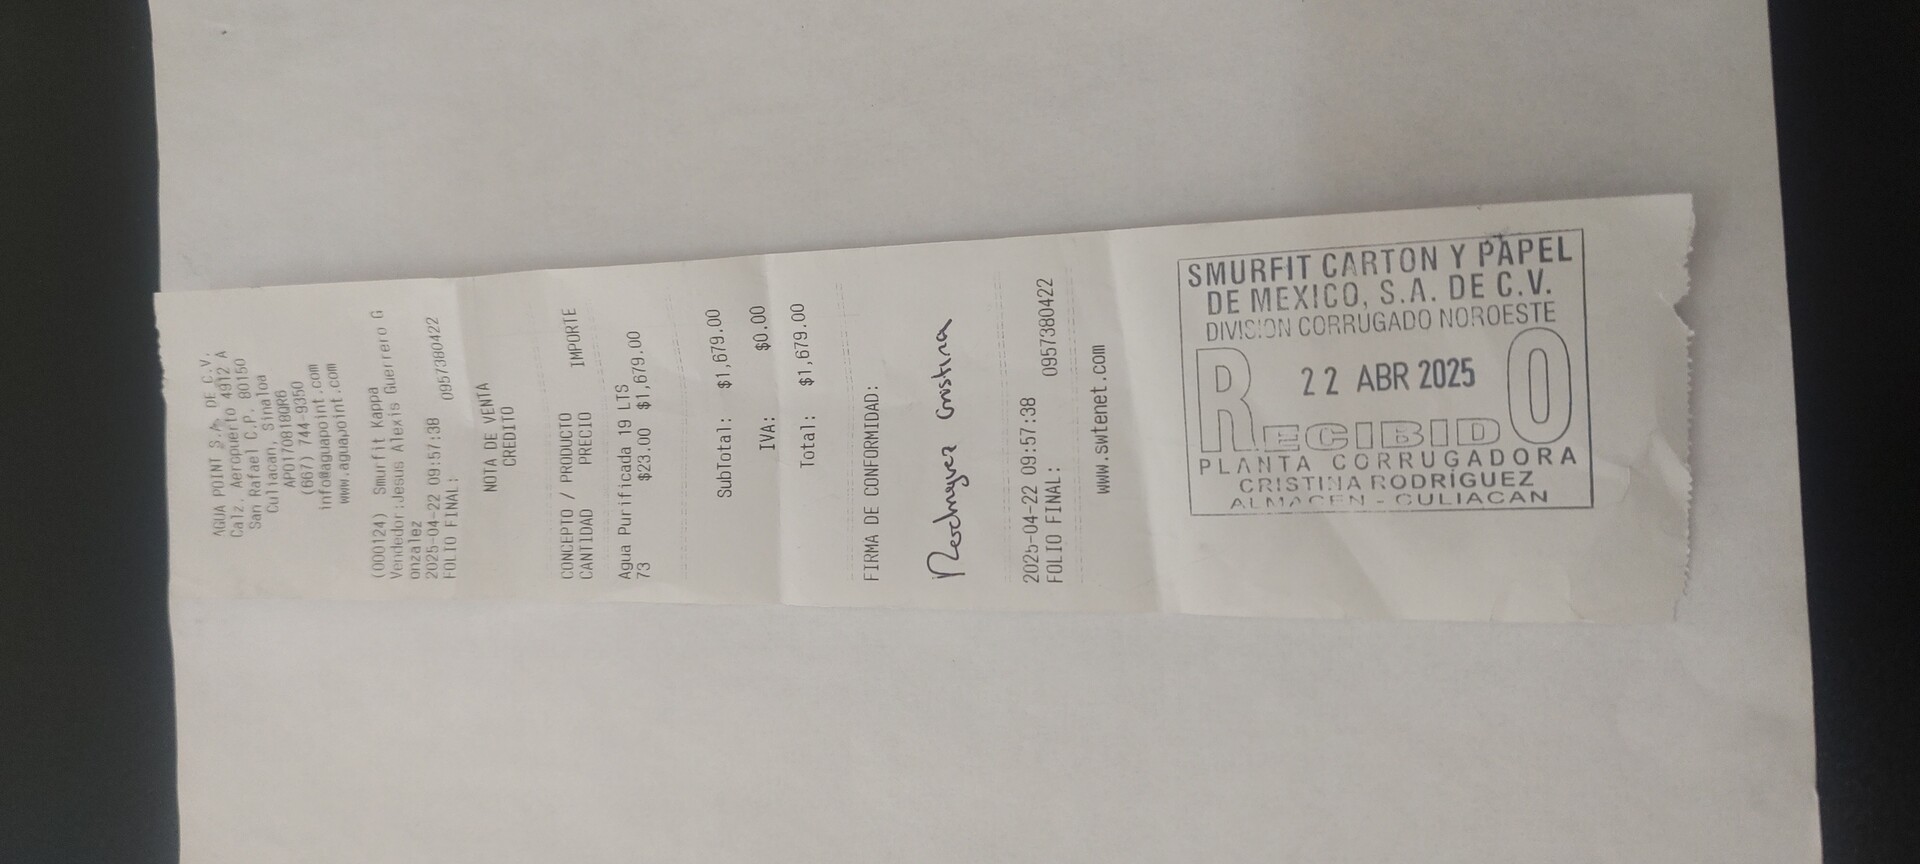 AGUA POINT S.A. DE C.V.
Calz. Aeropuerto 4912 A
San Rafael C.P. 80150
Culiacan, Sinaloa
APO170818QR6
(667) 744-9350
info@aguapoint.com
www.aguapoint.com
(000124) Smurfit Kappa
Vendedor:Jesus Alexis Guerrero G
onzalez
2025-04-22 09:57:38
FOLIO FINAL: 0957380422
NOTA DE VENTA
CREDITO
CONCEPTO / PRODUCTO
CANTIDAD PRECIO IMPORTE
Agua Purificada 19 LTS
73 $23.00 $1,679.00
SubTotal: $1,679.00
IVA: $0.00
Total: $1,679.00
FIRMA DE CONFORMIDAD:
Cristina
2025-04-22 09:57:38
FOLIO FINAL: 0957380422
www.swtenet.com
SMURFIT CARTON Y PAPEL
DE MEXICO, S.A. DE C.V.
DIVISION CORRUGADO NOROESTE
22 ABR 2025
RECIBIDO
PLANTA CORRUGADORA
CRISTINA RODRÍGUEZ
ALMACEN - CULIACAN